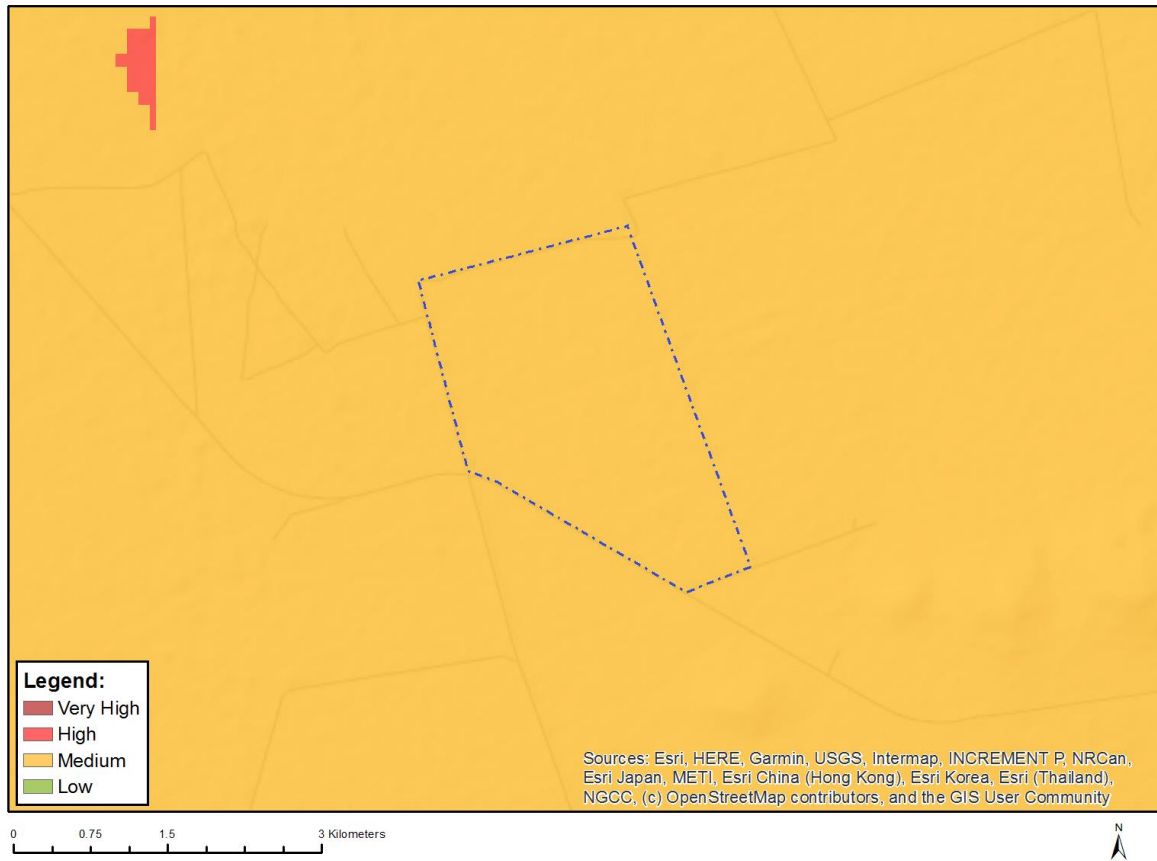 Legend:
Very High
High
Medium
Low
Sources: Esri, HERE, Garmin, USGS, Intermap, INCREMENT P, NRCan,
Esri Japan, METI, Esri China (Hong Kong), Esri Korea, Esri (Thailand),
NGCC, (c) OpenStreetMap contributors, and the GIS User Community
0 0.75 1.5 3 Kilometers
N